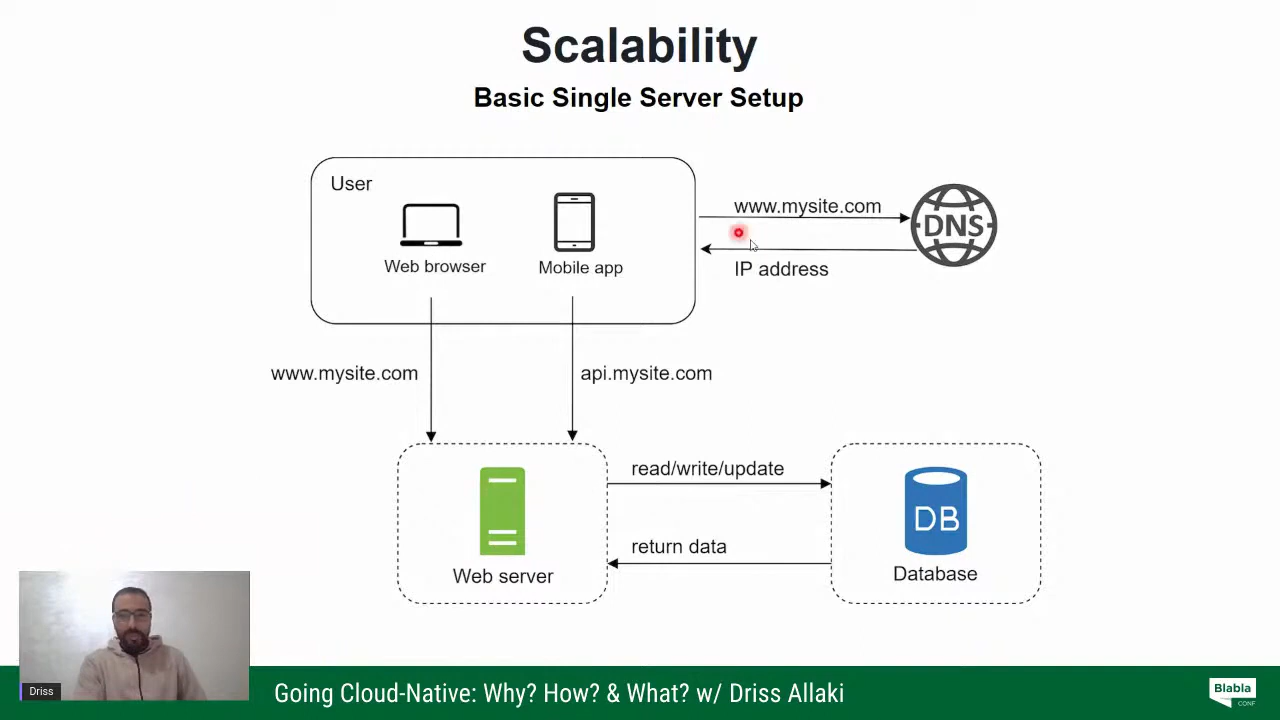 Scalability
Basic Single Server Setup
User
Web browser
Mobile app
www.mysite.com
IP address
DNS
www.mysite.com
api.mysite.com
Web server
read/write/update
return data
DB
Database
Driss
Going Cloud-Native: Why? How? & What? w/ Driss Allaki
Blabla
CONF